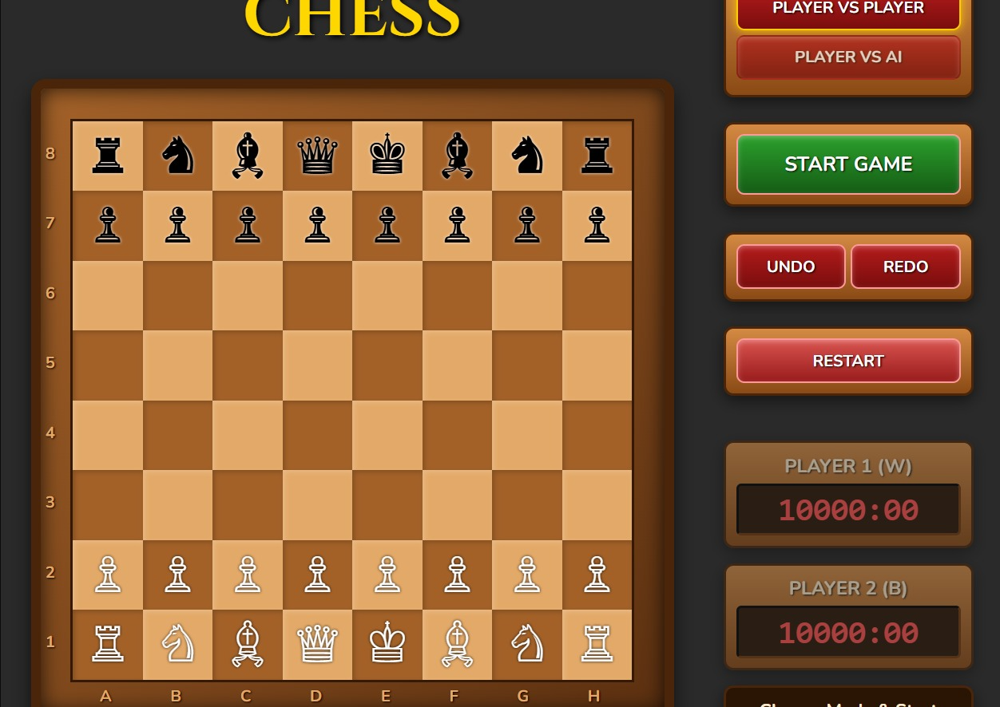 CHESS
PLAYER VS PLAYER
PLAYER VS AI
START GAME
UNDO REDO
RESTART
PLAYER 1 (W)
10000:00
PLAYER 2 (B)
10000:00
8
7
6
5
4
3
2
1
A B C D E F G H